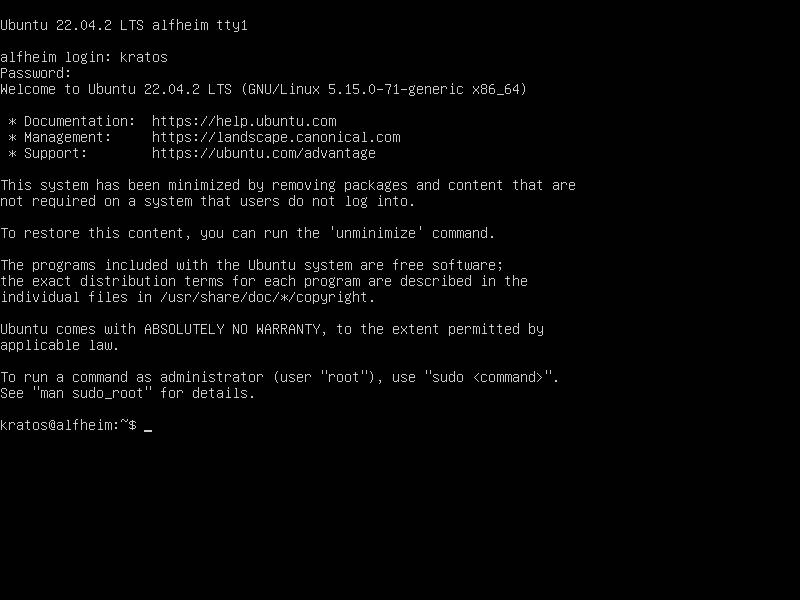 Ubuntu 22.04.2 LTS alfheim tty1
alfheim login: kratos
Password:
Welcome to Ubuntu 22.04.2 LTS (GNU/Linux 5.15.0-71-generic x86_64)
* Documentation:  https://help.ubuntu.com
* Management:     https://landscape.canonical.com
* Support:        https://ubuntu.com/advantage
This system has been minimized by removing packages and content that are
not required on a system that users do not log into.
To restore this content, you can run the 'unminimize' command.
The programs included with the Ubuntu system are free software;
the exact distribution terms for each program are described in the
individual files in /usr/share/doc/*/copyright.
Ubuntu comes with ABSOLUTELY NO WARRANTY, to the extent permitted by
applicable law.
To run a command as administrator (user "root"), use "sudo <command>".
See "man sudo_root" for details.
kratos@alfheim:~$ _